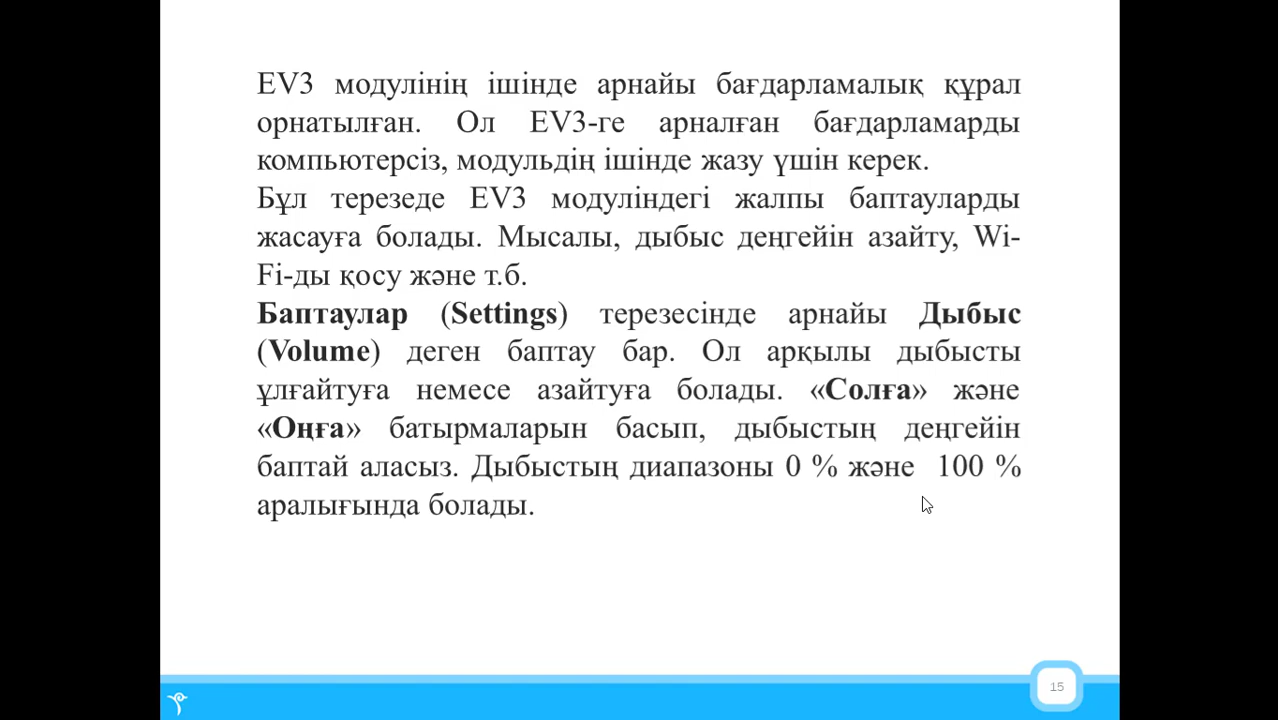 EV3 модулінің ішінде арнайы бағдарламалық құрал
орнатылған. Ол EV3-ге арналған бағдарламарды
компьютерсіз, модульдің ішінде жазу үшін керек.
Бұл терезеде EV3 модуліндегі жалпы баптауларды
жасауға болады. Мысалы, дыбыс деңгейін азайту, Wi-
Fi-ды қосу және т.б.
Баптаулар (Settings) терезесінде арнайы Дыбыс
(Volume) деген баптау бар. Ол арқылы дыбысты
ұлғайтуға немесе азайтуға болады. «Солға» және
«Оңға» батырмаларын басып, дыбыстың деңгейін
баптай аласыз. Дыбыстың диапазоны 0 % және 100 %
аралығында болады.
15